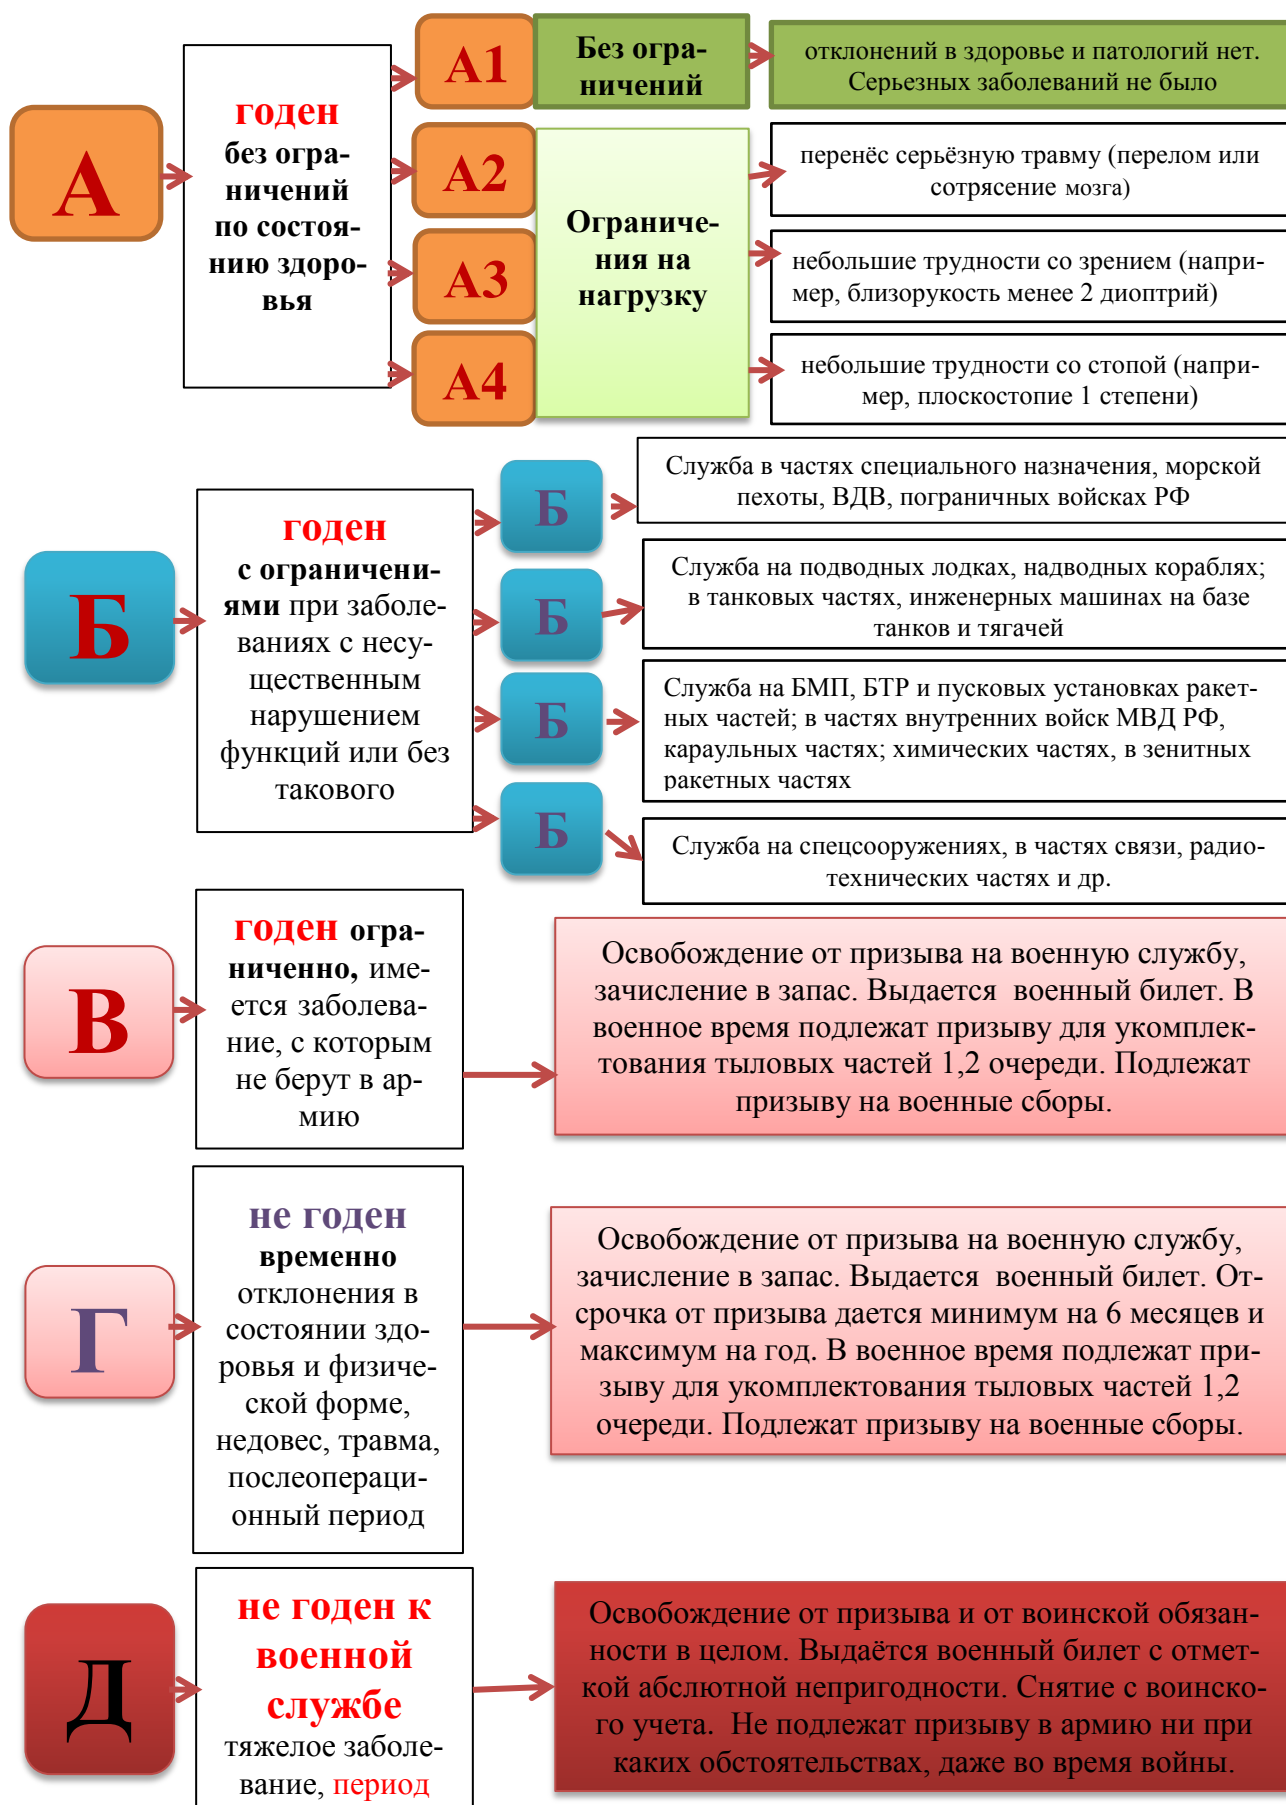 А
годен
без огра-
ничений
по состоя-
нию здоро-
вья
А1
Без огра-
ничений
отклонений в здоровье и патологий нет.
Серьезных заболеваний не было
А2
А3
А4
Ограниче-
ния на
нагрузку
перенёс серьёзную травму (перелом или
сотрясение мозга)
небольшие трудности со зрением (напри-
мер, близорукость менее 2 диоптрий)
небольшие трудности со стопой (напри-
мер, плоскостопие 1 степени)
Б
годен
с ограничени-
ями при заболе-
ваниях с несу-
щественным
нарушением
функций или без
такового
Б
Служба в частях специального назначения, морской
пехоты, ВДВ, пограничных войсках РФ
Б
Служба на подводных лодках, надводных кораблях;
в танковых частях, инженерных машинах на базе
танков и тягачей
Б
Служба на БМП, БТР и пусковых установках ракет-
ных частей; в частях внутренних войск МВД РФ,
караульных частях; химических частях, в зенитных
ракетных частях
Б
Служба на спецсооружениях, в частях связи, радио-
технических частях и др.
В
годен огра-
ниченно, име-
ется заболева-
ние, с которым
не берут в ар-
мию
Освобождение от призыва на военную службу,
зачисление в запас. Выдается военный билет. В
военное время подлежат призыву для укомплек-
тования тыловых частей 1,2 очереди. Подлежат
призыву на военные сборы.
Г
не годен
временно
отклонения в
состоянии здо-
ровья и физиче-
ской форме,
недовес, травма,
послеопераци-
онный период
Освобождение от призыва на военную службу,
зачисление в запас. Выдается военный билет. От-
срочка от призыва дается минимум на 6 месяцев и
максимум на год. В военное время подлежат при-
зыву для укомплектования тыловых частей 1,2
очереди. Подлежат призыву на военные сборы.
Д
не годен к
военной
службе
тяжелое заболе-
вание, период
Освобождение от призыва и от воинской обязан-
ности в целом. Выдаётся военный билет с отмет-
кой абслютной непригодности. Снятие с воинско-
го учета. Не подлежат призыву в армию ни при
каких обстоятельствах, даже во время войны.